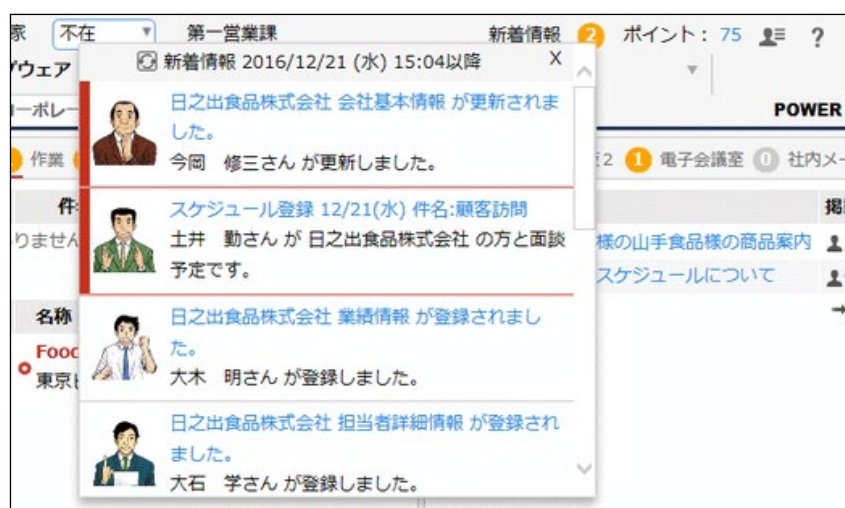 家 不在 第一営業課 新着情報 2 ポイント: 75 ?
新着情報 2016/12/21 (水) 15:04以降 X
プウェア
POWER
日之出食品株式会社 会社基本情報 が更新されま
した。
今岡 修三さん が更新しました。
作業
2 1 電子会議室 0 社内メー
件
掲
スケジュール登録 12/21(水) 件名:顧客訪問
土井 勤さん が 日之出食品株式会社 の方と面談
予定です。
りません
様の山手食品様の商品案内
スケジュールについて
名称
日之出食品株式会社 業績情報 が登録されまし
た。
大木 明さん が登録しました。
Food
東京
日之出食品株式会社 担当者詳細情報 が登録され
ました。
大石 学さん が登録しました。